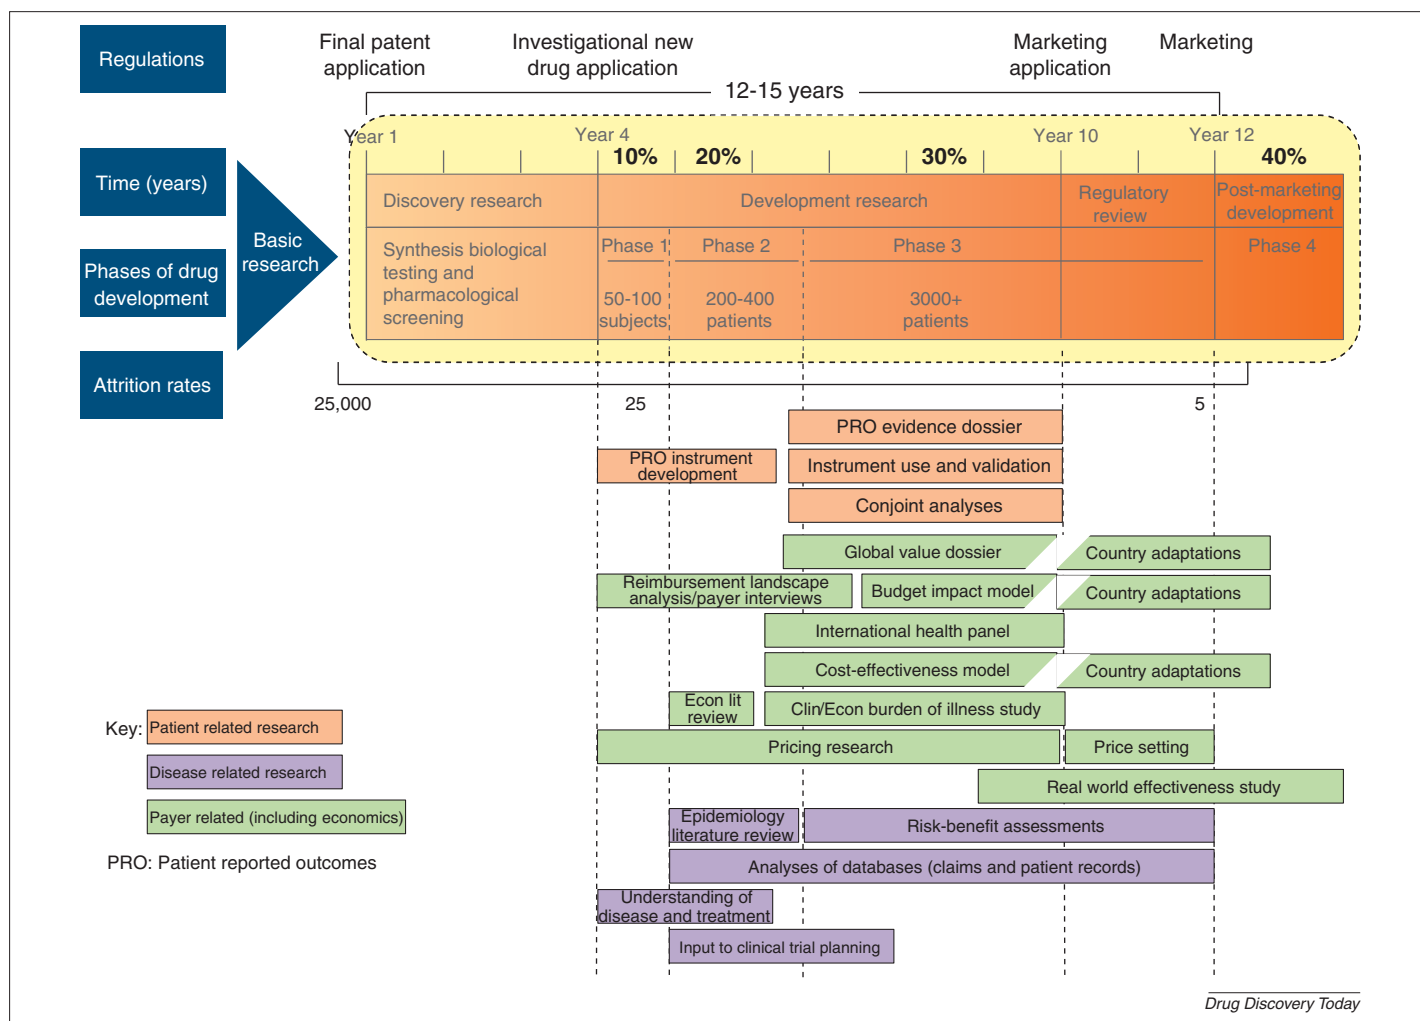 Regulations
Final patent
application
Investigational new
drug application
Marketing
application
Marketing
12-15 years
Year 1
Year 4
Year 10
Year 12
10%
20%
30%
40%
Time (years)
Discovery research
Development research
Regulatory
review
Post-marketing
development
Basic
research
Phases of drug
development
Synthesis biological
testing and
pharmacological
screening
Phase 1
Phase 2
Phase 3
Phase 4
50-100
subjects
200-400
patients
3000+
patients
Attrition rates
25,000
25
5
PRO evidence dossier
PRO instrument
development
Instrument use and validation
Conjoint analyses
Global value dossier
Country adaptations
Reimbursement landscape
analysis/payer interviews
Budget impact model
Country adaptations
International health panel
Cost-effectiveness model
Country adaptations
Econ lit
review
Clin/Econ burden of illness study
Pricing research
Price setting
Real world effectiveness study
Epidemiology
literature review
Risk-benefit assessments
Analyses of databases (claims and patient records)
Understanding of
disease and treatment
Input to clinical trial planning
Key:
Patient related research
Disease related research
Payer related (including economics)
PRO: Patient reported outcomes
Drug Discovery Today